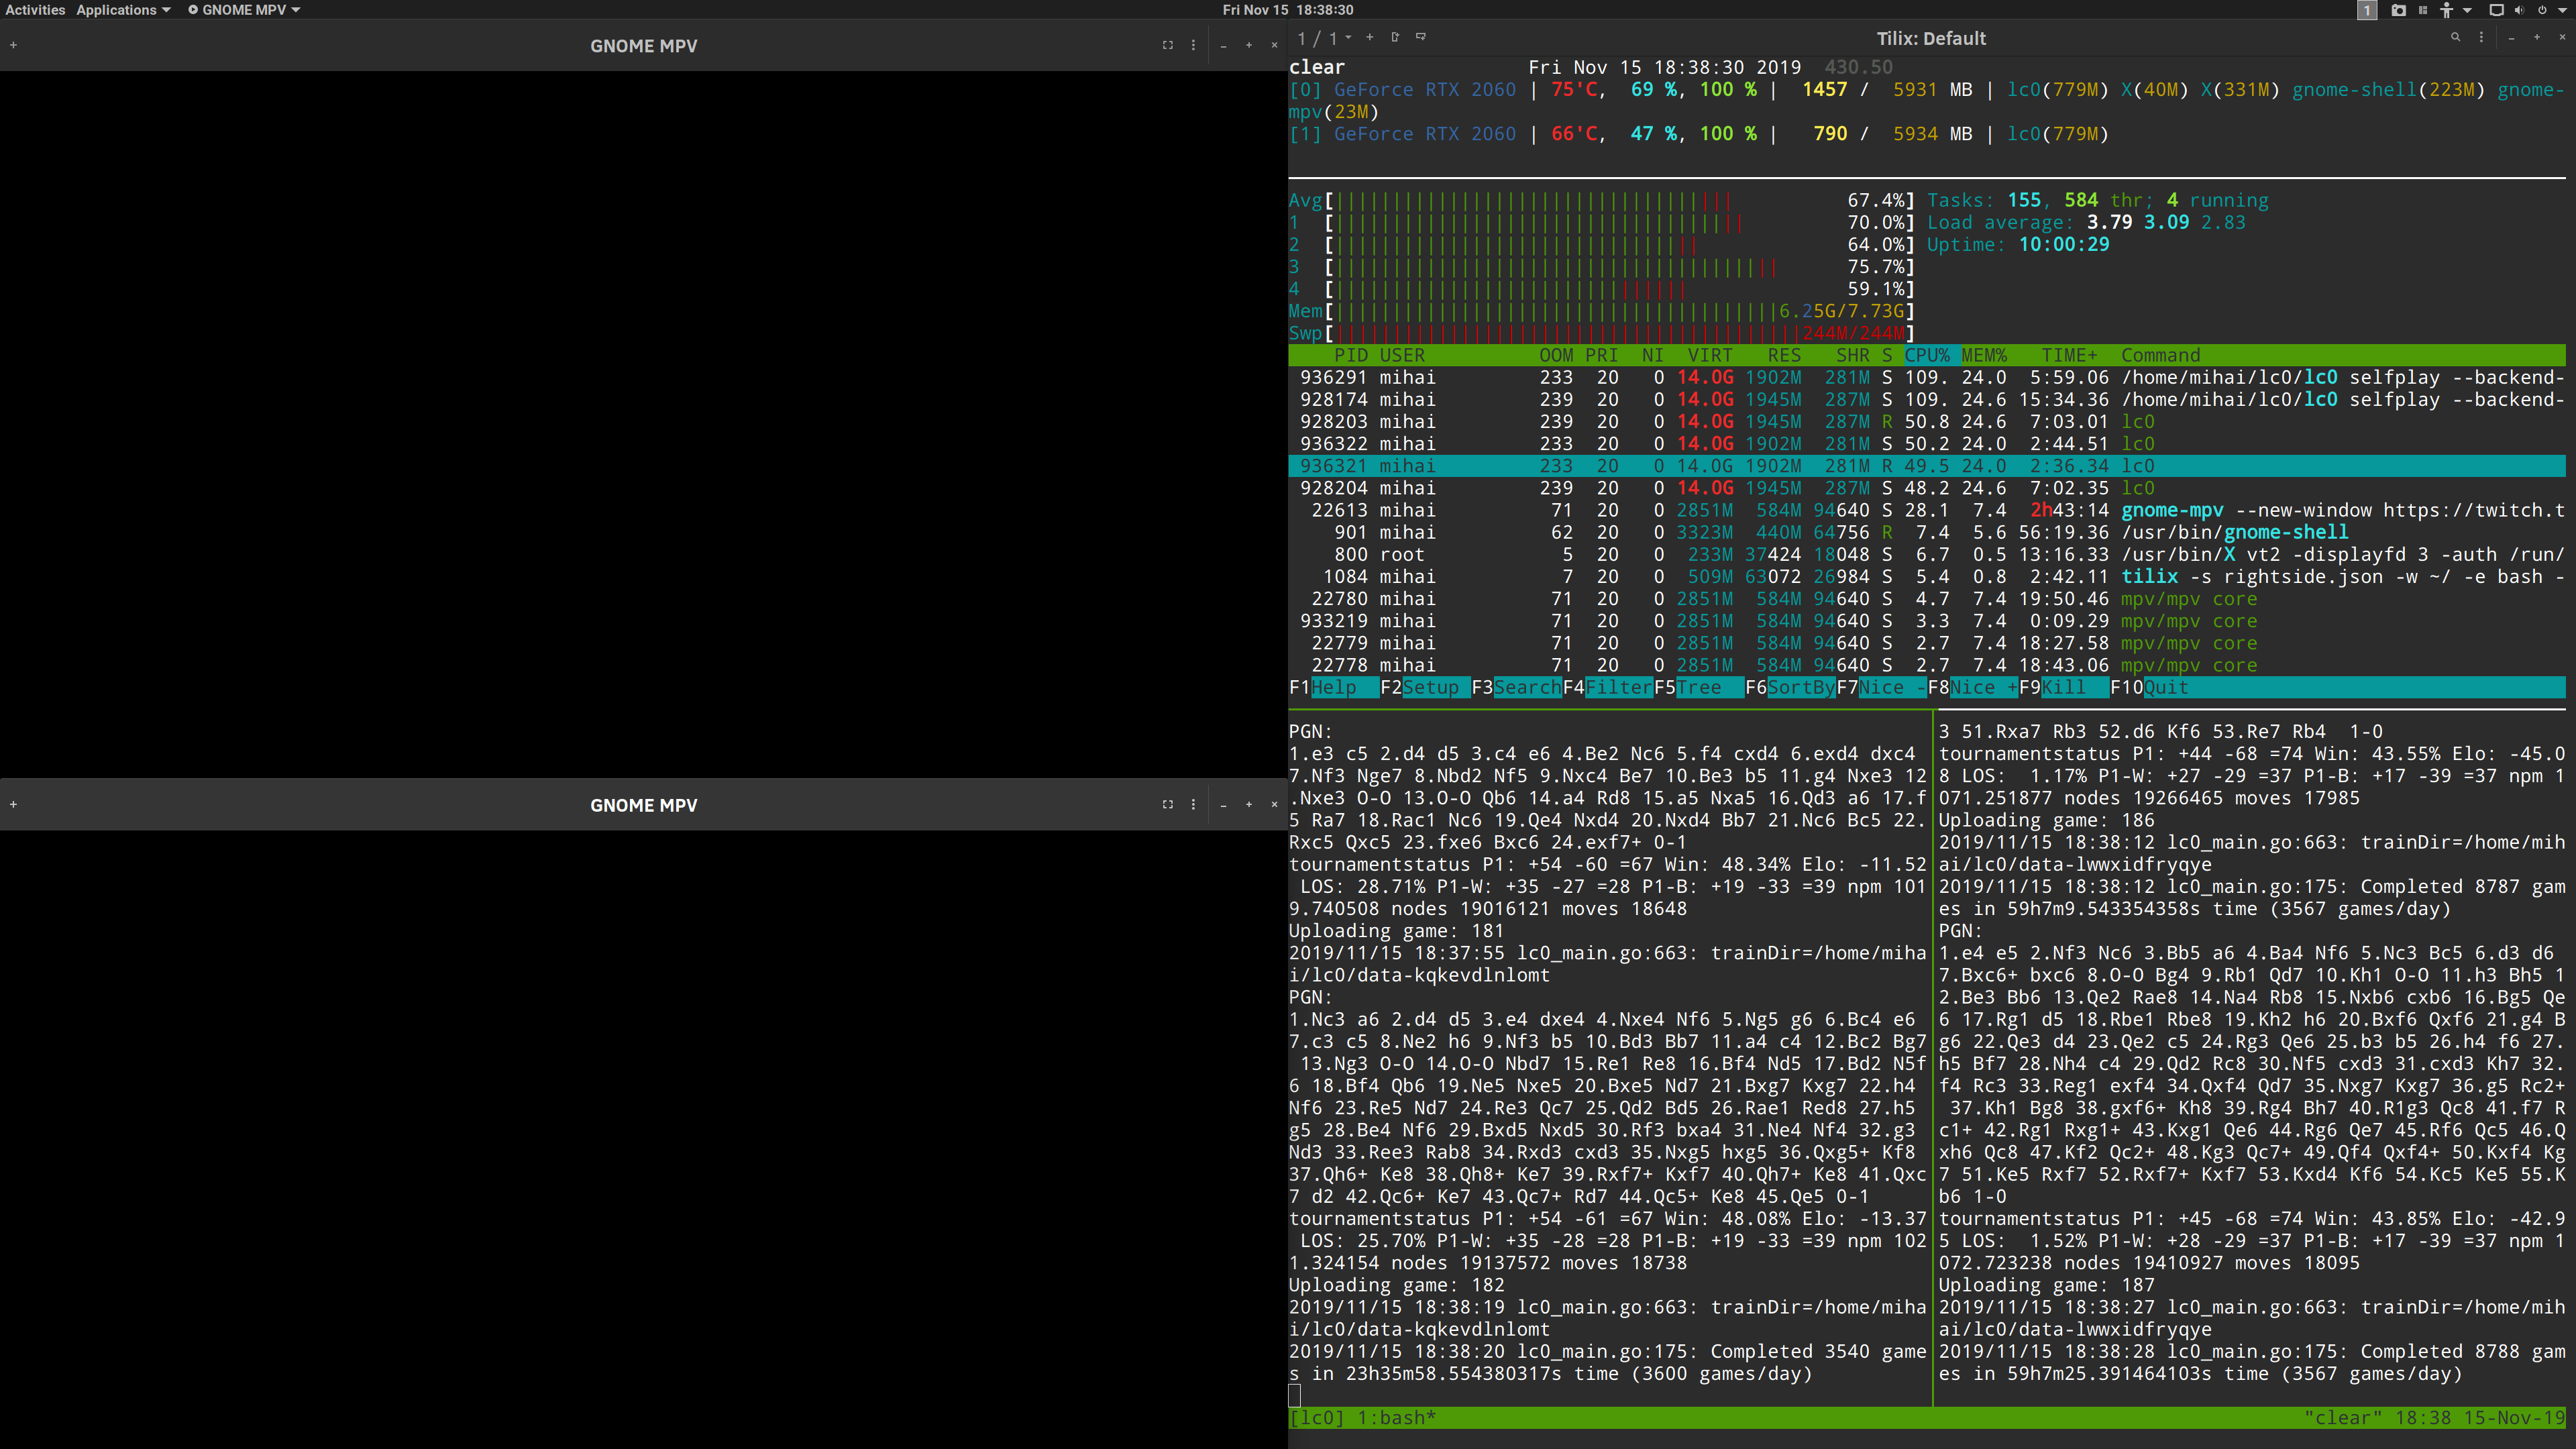 Activities Applications GNOME MPV Fri Nov 15 18:38:30 1
GNOME MPV
GNOME MPV
1 / 1 Tilix: Default
clear Fri Nov 15 18:38:30 2019 430.50
[0] GeForce RTX 2060 | 75'C, 69 %, 100 % | 1457 / 5931 MB | lc0(779M) X(40M) X(331M) gnome-shell(223M) gnome-
mpv(23M)
[1] GeForce RTX 2060 | 66'C, 47 %, 100 % | 790 / 5934 MB | lc0(779M)
Avg[ 67.4%] Tasks: 155, 584 thr; 4 running
1 [ 70.0%] Load average: 3.79 3.09 2.83
2 [ 64.0%] Uptime: 10:00:29
3 [ 75.7%]
4 [ 59.1%]
Mem[ 6.25G/7.73G]
Swp[ 244M/244M]
PID USER OOM PRI NI VIRT RES SHR S CPU% MEM% TIME+ Command
936291 mihai 233 20 0 14.0G 1902M 281M S 109. 24.0 5:59.06 /home/mihai/lc0/lc0 selfplay --backend-
928174 mihai 239 20 0 14.0G 1945M 287M S 109. 24.6 15:34.36 /home/mihai/lc0/lc0 selfplay --backend-
928203 mihai 239 20 0 14.0G 1945M 287M R 50.8 24.6 7:03.01 lc0
936322 mihai 233 20 0 14.0G 1902M 281M S 50.2 24.0 2:44.51 lc0
936321 mihai 233 20 0 14.0G 1902M 281M R 49.5 24.0 2:36.34 lc0
928204 mihai 239 20 0 14.0G 1945M 287M S 48.2 24.6 7:02.35 lc0
22613 mihai 71 20 0 2851M 584M 94640 S 28.1 7.4 2h43:14 gnome-mpv --new-window https://twitch.t
901 mihai 62 20 0 3323M 440M 64756 R 7.4 5.6 56:19.36 /usr/bin/gnome-shell
800 root 5 20 0 233M 37424 18048 S 6.7 0.5 13:16.33 /usr/bin/X vt2 -displayfd 3 -auth /run/
1084 mihai 7 20 0 509M 63072 26984 S 5.4 0.8 2:42.11 tilix -s rightside.json -w ~/ -e bash -
22780 mihai 71 20 0 2851M 584M 94640 S 4.7 7.4 19:50.46 mpv/mpv core
933219 mihai 71 20 0 2851M 584M 94640 S 3.3 7.4 0:09.29 mpv/mpv core
22779 mihai 71 20 0 2851M 584M 94640 S 2.7 7.4 18:27.58 mpv/mpv core
22778 mihai 71 20 0 2851M 584M 94640 S 2.7 7.4 18:43.06 mpv/mpv core
F1Help F2Setup F3SearchF4FilterF5Tree F6SortByF7Nice -F8Nice +F9Kill F10Quit
PGN:
1.e3 c5 2.d4 d5 3.c4 e6 4.Be2 Nc6 5.f4 cxd4 6.exd4 dxc4
7.Nf3 Nge7 8.Nbd2 Nf5 9.Nxc4 Be7 10.Be3 b5 11.g4 Nxe3 12
.Nxe3 O-O 13.O-O Qb6 14.a4 Rd8 15.a5 Nxa5 16.Qd3 a6 17.f
5 Ra7 18.Rac1 Nc6 19.Qe4 Nxd4 20.Nxd4 Bb7 21.Nc6 Bc5 22.
Rxc5 Qxc5 23.fxe6 Bxc6 24.exf7+ 0-1
tournamentstatus P1: +54 -60 =67 Win: 48.34% Elo: -11.52
LOS: 28.71% P1-W: +35 -27 =28 P1-B: +19 -33 =39 npm 101
9.740508 nodes 19016121 moves 18648
Uploading game: 181
2019/11/15 18:37:55 lc0_main.go:663: trainDir=/home/miha
i/lc0/data-kqkevdlnlomt
PGN:
1.Nc3 a6 2.d4 d5 3.e4 dxe4 4.Nxe4 Nf6 5.Ng5 g6 6.Bc4 e6
7.c3 c5 8.Ne2 h6 9.Nf3 b5 10.Bd3 Bb7 11.a4 c4 12.Bc2 Bg7
13.Ng3 O-O 14.O-O Nbd7 15.Re1 Re8 16.Bf4 Nd5 17.Bd2 N5f
6 18.Bf4 Qb6 19.Ne5 Nxe5 20.Bxe5 Nd7 21.Bxg7 Kxg7 22.h4
Nf6 23.Re5 Nd7 24.Re3 Qc7 25.Qd2 Bd5 26.Rae1 Red8 27.h5
g5 28.Be4 Nf6 29.Bxd5 Nxd5 30.Rf3 bxa4 31.Ne4 Nf4 32.g3
Nd3 33.Ree3 Rab8 34.Rxd3 cxd3 35.Nxg5 hxg5 36.Qxg5+ Kf8
37.Qh6+ Ke8 38.Qh8+ Ke7 39.Rxf7+ Kxf7 40.Qh7+ Ke8 41.Qxc
7 d2 42.Qc6+ Ke7 43.Qc7+ Rd7 44.Qc5+ Ke8 45.Qe5 0-1
tournamentstatus P1: +54 -61 =67 Win: 48.08% Elo: -13.37
LOS: 25.70% P1-W: +35 -28 =28 P1-B: +19 -33 =39 npm 102
1.324154 nodes 19137572 moves 18738
Uploading game: 182
2019/11/15 18:38:19 lc0_main.go:663: trainDir=/home/miha
i/lc0/data-kqkevdlnlomt
2019/11/15 18:38:20 lc0_main.go:175: Completed 3540 game
s in 23h35m58.554380317s time (3600 games/day)
3 51.Rxa7 Rb3 52.d6 Kf6 53.Re7 Rb4 1-0
tournamentstatus P1: +44 -68 =74 Win: 43.55% Elo: -45.0
8 LOS: 1.17% P1-W: +27 -29 =37 P1-B: +17 -39 =37 npm 1
071.251877 nodes 19266465 moves 17985
Uploading game: 186
2019/11/15 18:38:12 lc0_main.go:663: trainDir=/home/mih
ai/lc0/data-lwwxidfryqye
2019/11/15 18:38:12 lc0_main.go:175: Completed 8787 gam
es in 59h7m9.543354358s time (3567 games/day)
PGN:
1.e4 e5 2.Nf3 Nc6 3.Bb5 a6 4.Ba4 Nf6 5.Nc3 Bc5 6.d3 d6
7.Bxc6+ bxc6 8.O-O Bg4 9.Rb1 Qd7 10.Kh1 O-O 11.h3 Bh5 1
2.Be3 Bb6 13.Qe2 Rae8 14.Na4 Rb8 15.Nxb6 cxb6 16.Bg5 Qe
6 17.Rg1 d5 18.Rbe1 Rbe8 19.Kh2 h6 20.Bxf6 Qxf6 21.g4 B
g6 22.Qe3 d4 23.Qe2 c5 24.Rg3 Qe6 25.b3 b5 26.h4 f6 27.
h5 Bf7 28.Nh4 c4 29.Qd2 Rc8 30.Nf5 cxd3 31.cxd3 Kh7 32.
f4 Rc3 33.Reg1 exf4 34.Qxf4 Qd7 35.Nxg7 Kxg7 36.g5 Rc2+
37.Kh1 Bg8 38.gxf6+ Kh8 39.Rg4 Bh7 40.R1g3 Qc8 41.f7 R
c1+ 42.Rg1 Rxg1+ 43.Kxg1 Qe6 44.Rg6 Qe7 45.Rf6 Qc5 46.Q
xh6 Qc8 47.Kf2 Qc2+ 48.Kg3 Qc7+ 49.Qf4 Qxf4+ 50.Kxf4 Kg
7 51.Ke5 Rxf7 52.Rxf7+ Kxf7 53.Kxd4 Kf6 54.Kc5 Ke5 55.K
b6 1-0
tournamentstatus P1: +45 -68 =74 Win: 43.85% Elo: -42.9
5 LOS: 1.52% P1-W: +28 -29 =37 P1-B: +17 -39 =37 npm 1
072.723238 nodes 19410927 moves 18095
Uploading game: 187
2019/11/15 18:38:27 lc0_main.go:663: trainDir=/home/mih
ai/lc0/data-lwwxidfryqye
2019/11/15 18:38:28 lc0_main.go:175: Completed 8788 gam
es in 59h7m25.391464103s time (3567 games/day)
[lc0] 1:bash* "clear" 18:38 15-Nov-19